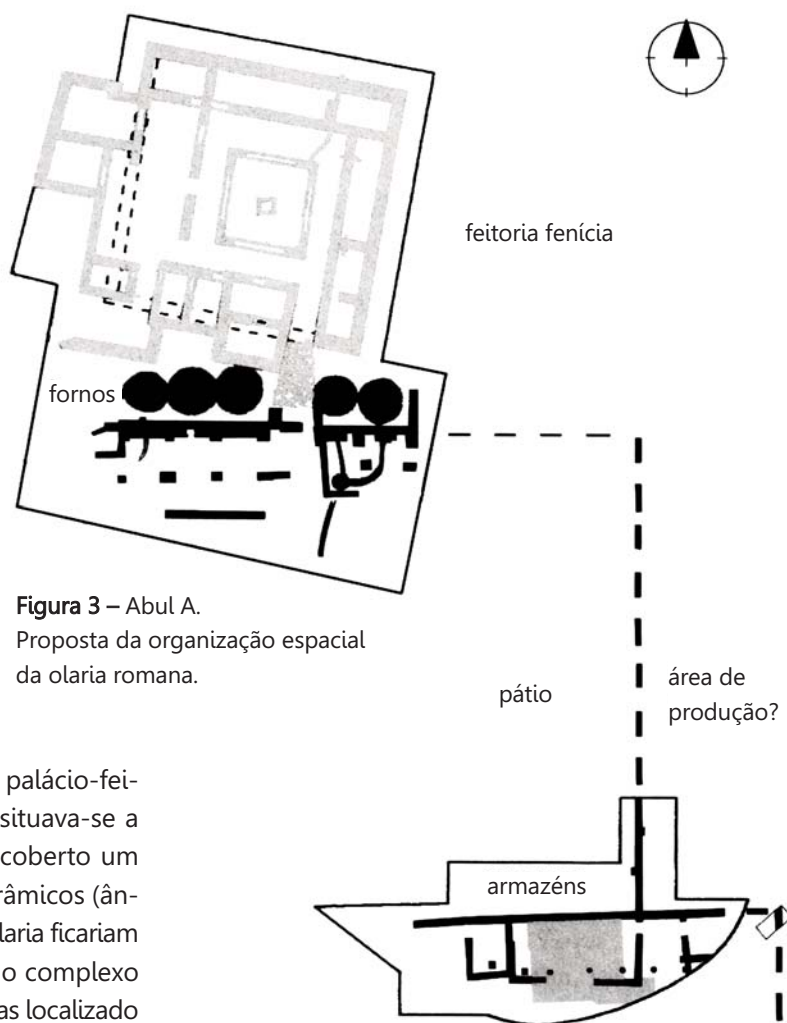 feitoria fenícia
fornos
Figura 3 – Abul A.
Proposta da organização espacial
da olaria romana.
pátio
área de
produção?
armazéns
palácio-fei-
situava-se a
coberto um
râmicos (ân-
laria ficariam
o complexo
as localizado